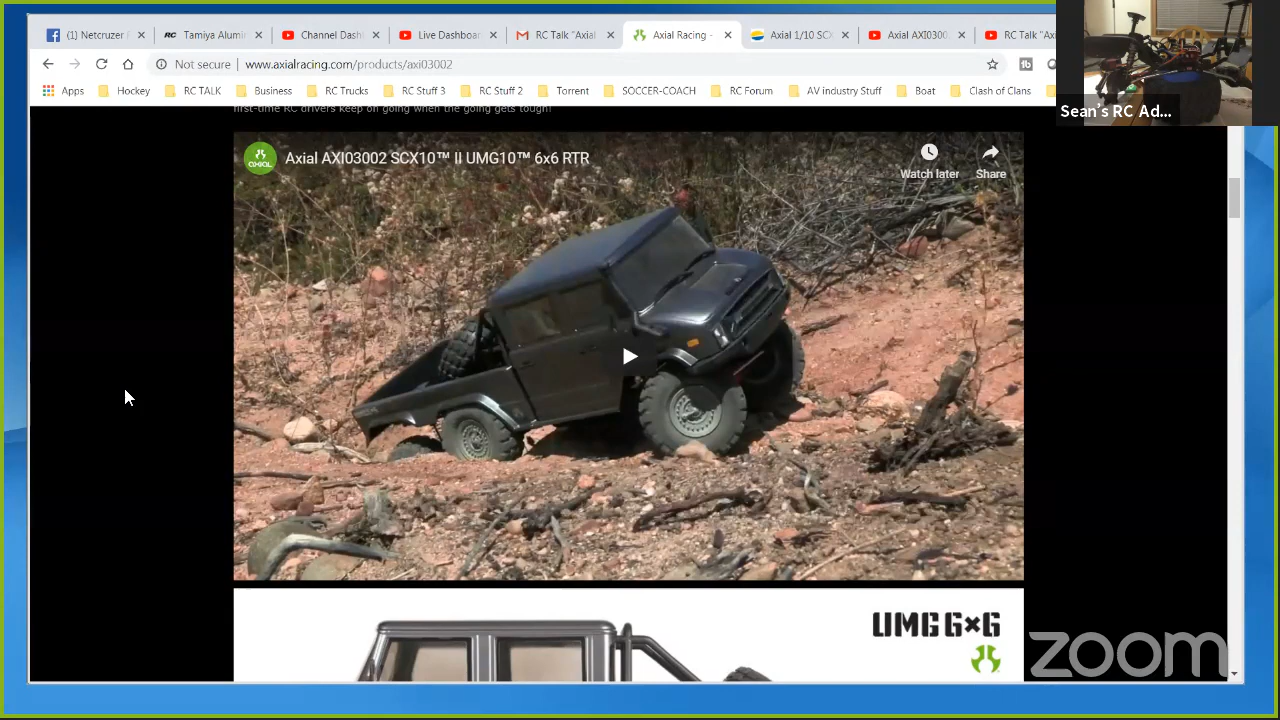 (1) Netcruzer
Tamiya Alumin
Channel Dash
Live Dashboar
RC Talk "Axial
Axial Racing -
Axial 1/10 SCX
Axial AXI0300
RC Talk "Ax
Not secure | www.axialracing.com/products/axi03002
Apps Hockey RC TALK Business RC Trucks RC Stuff 3 RC Stuff 2 Torrent SOCCER-COACH RC Forum AV industry Stuff Boat Clash of Clans
Sean's RC Ad...
first-time RC drivers keep on going when the going gets tough!
AXIAL
Axial AXI03002 SCX10™ II UMG10™ 6x6 RTR
Watch later
Share
UMG 6×6
zoom